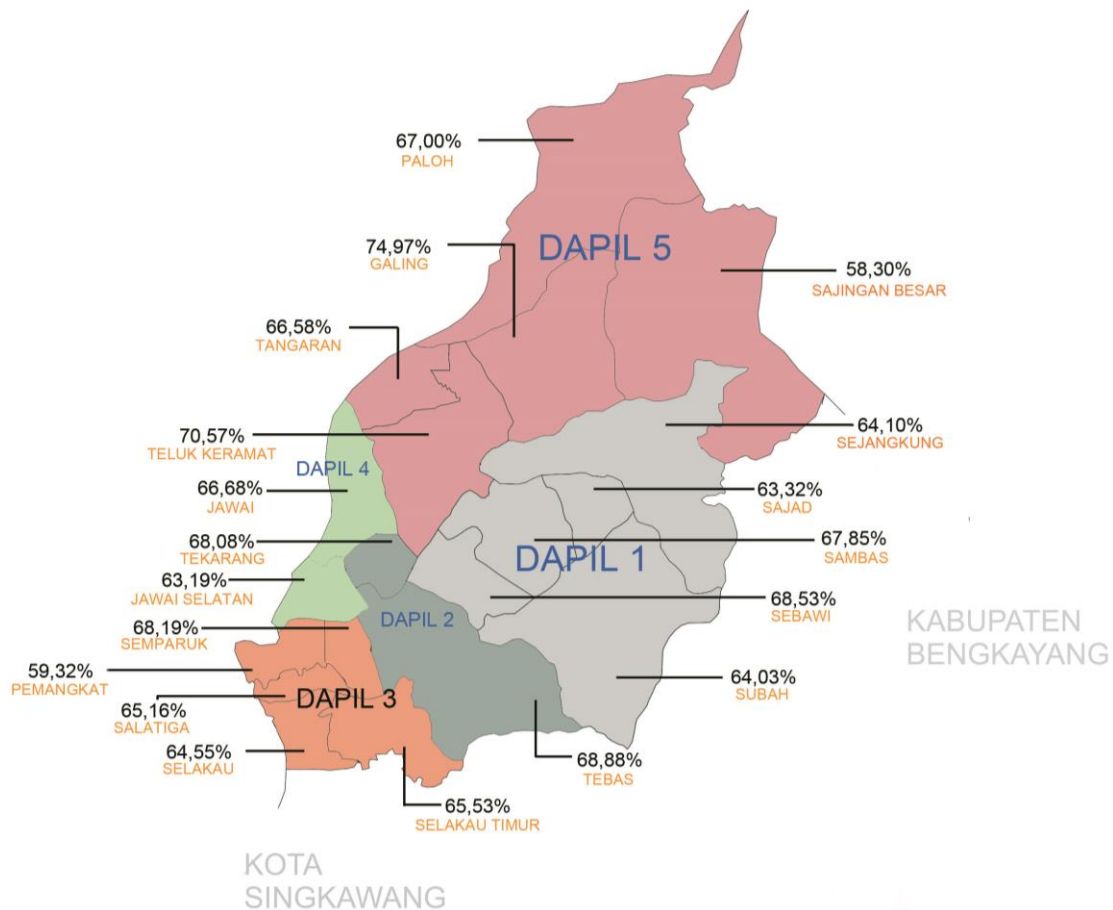 67,00%
PALOH
DAPIL 5
74,97%
GALING
58,30%
SAJINGAN BESAR
66,58%
TANGARAN
64,10%
SEJANGKUNG
70,57%
TELUK KERAMAT
DAPIL 4
66,68%
JAWAI
63,32%
SAJAD
68,08%
TEKARANG
DAPIL 1
67,85%
SAMBAS
63,19%
JAWAI SELATAN
68,53%
SEBAWI
DAPIL 2
68,19%
SEMPARUK
KABUPATEN
BENGKAYANG
59,32%
PEMANGKAT
64,03%
SUBAH
DAPIL 3
65,16%
SALATIGA
64,55%
SELAKAU
68,88%
TEBAS
65,53%
SELAKAU TIMUR
KOTA
SINGKAWANG